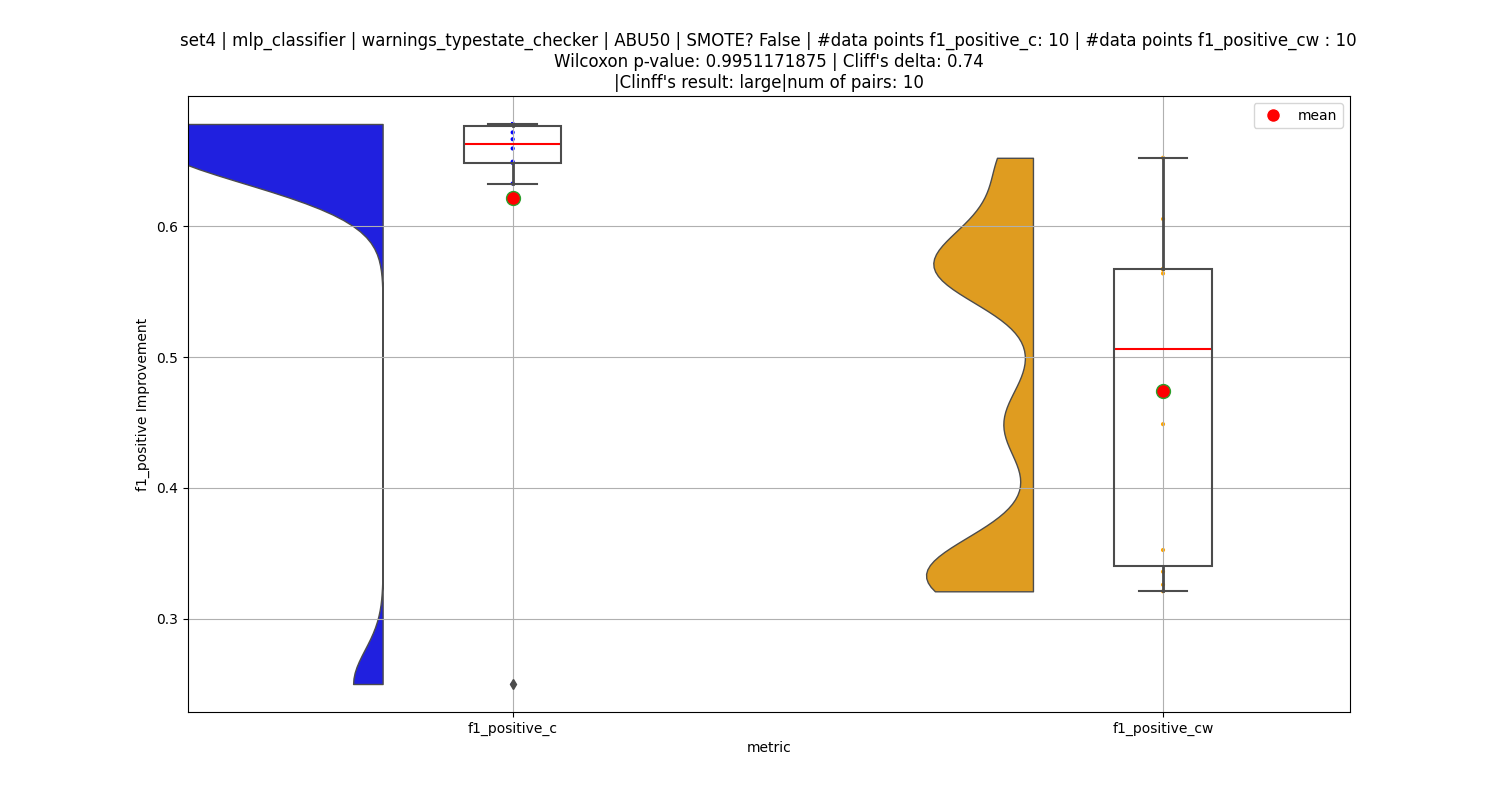 set4 | mlp_classifier | warnings_typestate_checker | ABU50 | SMOTE? False | #data points f1_positive_c: 10 | #data points f1_positive_cw : 10
Wilcoxon p-value: 0.9951171875 | Cliff's delta: 0.74
|Clinff's result: large|num of pairs: 10
mean
0.6
0.5
0.4
0.3
f1_positive Improvement
f1_positive_c
f1_positive_cw
metric